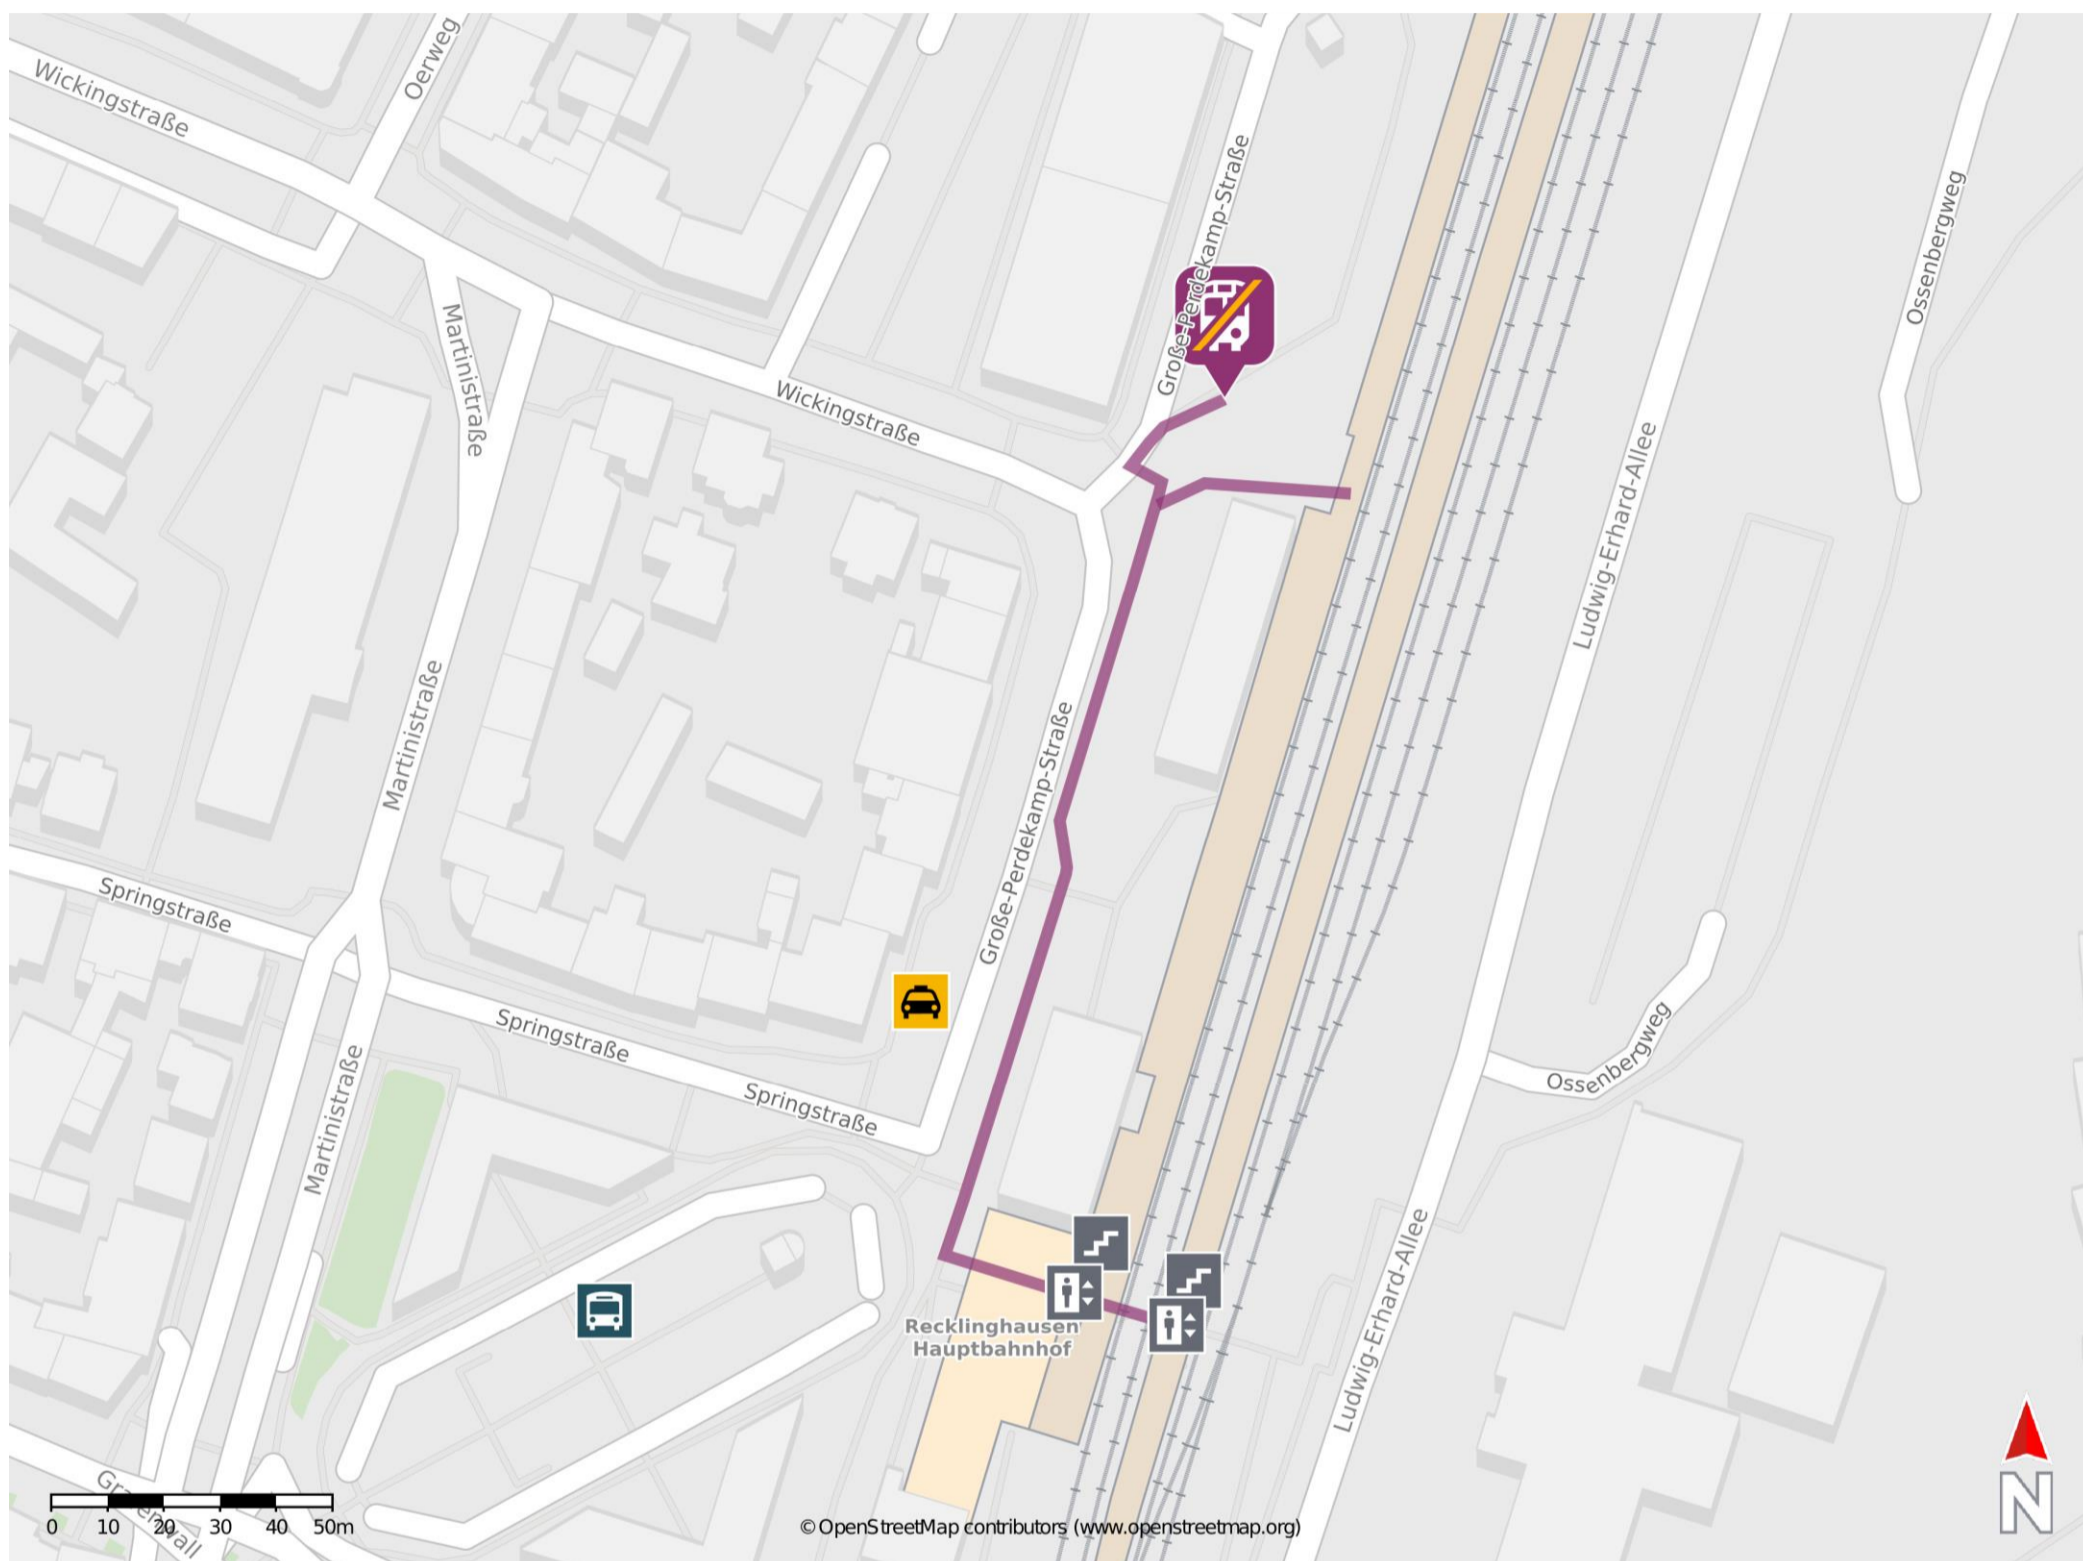 Oerweg
Wickingstraße
Große-Perdekamp-Straße
Ossenbergweg
Martinistraße
Wickingstraße
Ludwig-Erhard-Allee
Martinistraße
Große-Perdekamp-Straße
Springstraße
Springstraße
Springstraße
Ossenbergweg
Martinistraße
Ludwig-Erhard-Allee
Recklinghausen
Hauptbahnhof
Grafenwall
0 10 20 30 40 50m
© OpenStreetMap contributors (www.openstreetmap.org)
N